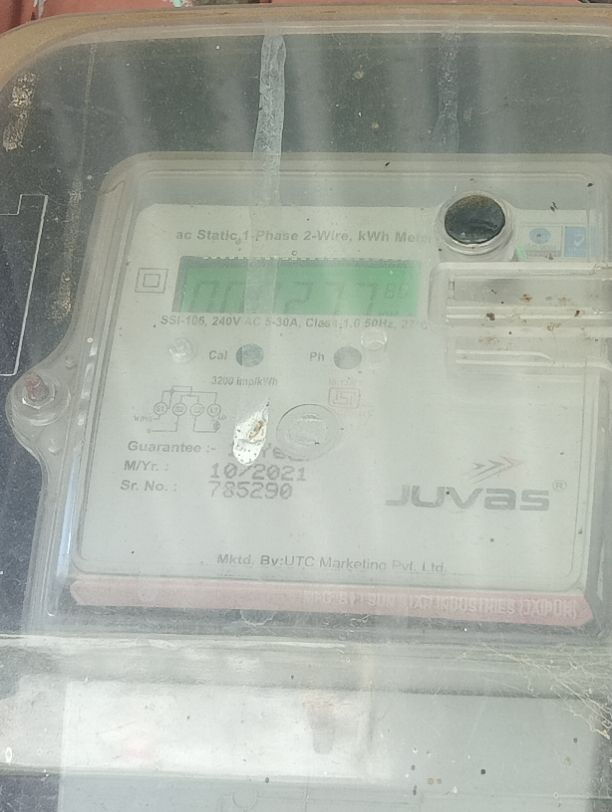 ac Static,1-Phase 2-Wire, kWh Meter
SSI-106, 240V AC 5-30A, Class 1.0 50Hz, 27°C
Cal Ph
3200 imp/kWh
Guarantee :-
M/Yr. : 10/2021
Sr. No. : 785290
JUVAS®
Mktd. By:UTC Marketing Pvt. Ltd.
INDUSTRIES (JAIPUR)